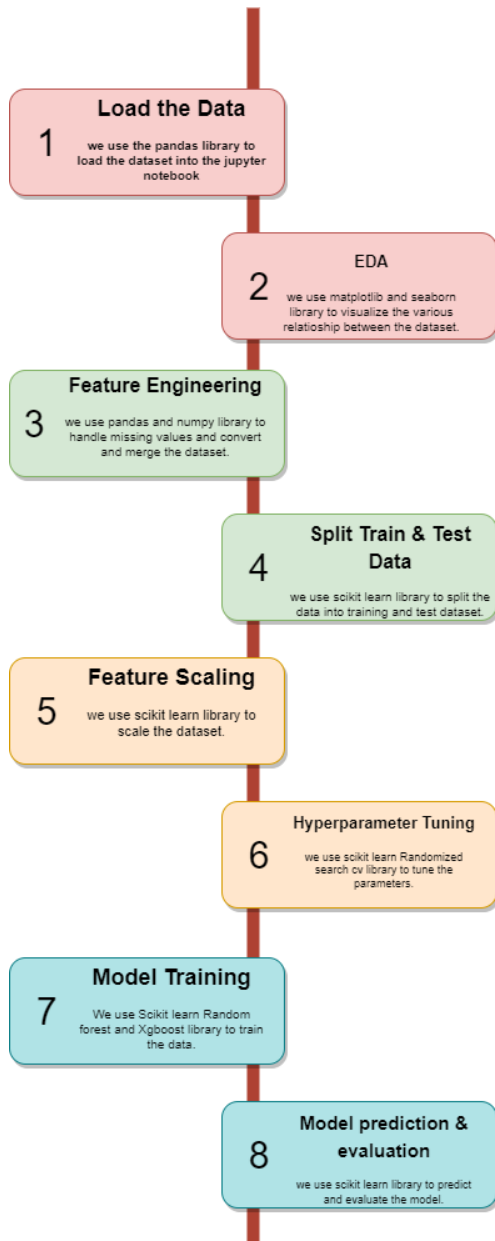 Load the Data
1
we use the pandas library to
load the dataset into the jupyter
notebook
EDA
2
we use matplotlib and seaborn
library to visualize the various
relatioship between the dataset.
Feature Engineering
3
we use pandas and numpy library to
handle missing values and convert
and merge the dataset.
Split Train & Test
Data
4
we use scikit learn library to split the
data into training and test dataset.
Feature Scaling
5
we use scikit learn library to
scale the dataset.
Hyperparameter Tuning
6
we use scikit learn Randomized
search cv library to tune the
parameters.
Model Training
7
We use Scikit learn Random
forest and Xgboost library to train
the data.
Model prediction &
evaluation
8
we use scikit learn library to predict
and evaluate the model.